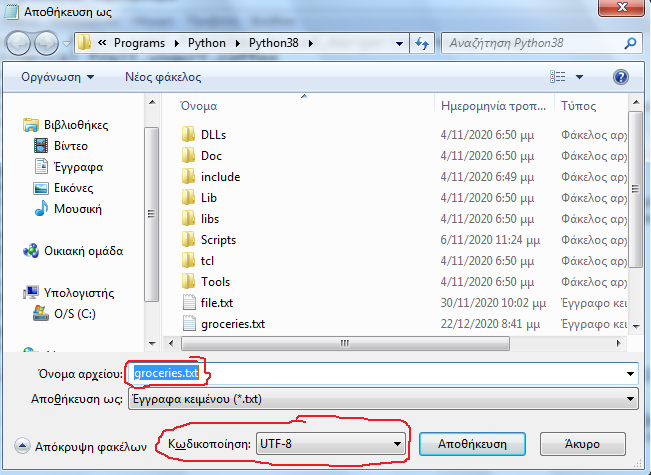 Αποθήκευση ως
« Programs ▸ Python ▸ Python38 ▸
Αναζήτηση Python38
Οργάνωση ▾ Νέος φάκελος
Όνομα Ημερομηνία τροπ... Τύπος
Βιβλιοθήκες
Βίντεο
Έγγραφα
Εικόνες
Μουσική
Οικιακή ομάδα
Υπολογιστής
O/S (C:)
DLLs 4/11/2020 6:50 μμ Φάκελος αρχ
Doc 4/11/2020 6:50 μμ Φάκελος αρχ
include 4/11/2020 6:49 μμ Φάκελος αρχ
Lib 4/11/2020 6:50 μμ Φάκελος αρχ
libs 4/11/2020 6:50 μμ Φάκελος αρχ
Scripts 6/11/2020 11:24 μμ Φάκελος αρχ
tcl 4/11/2020 6:50 μμ Φάκελος αρχ
Tools 4/11/2020 6:50 μμ Φάκελος αρχ
file.txt 30/11/2020 10:02 μμ Έγγραφο κει
groceries.txt 22/12/2020 8:41 μμ Έγγραφο κει
Όνομα αρχείου: groceries.txt
Αποθήκευση ως: Έγγραφα κειμένου (*.txt)
Απόκρυψη φακέλων Κωδικοποίηση: UTF-8 Αποθήκευση Άκυρο